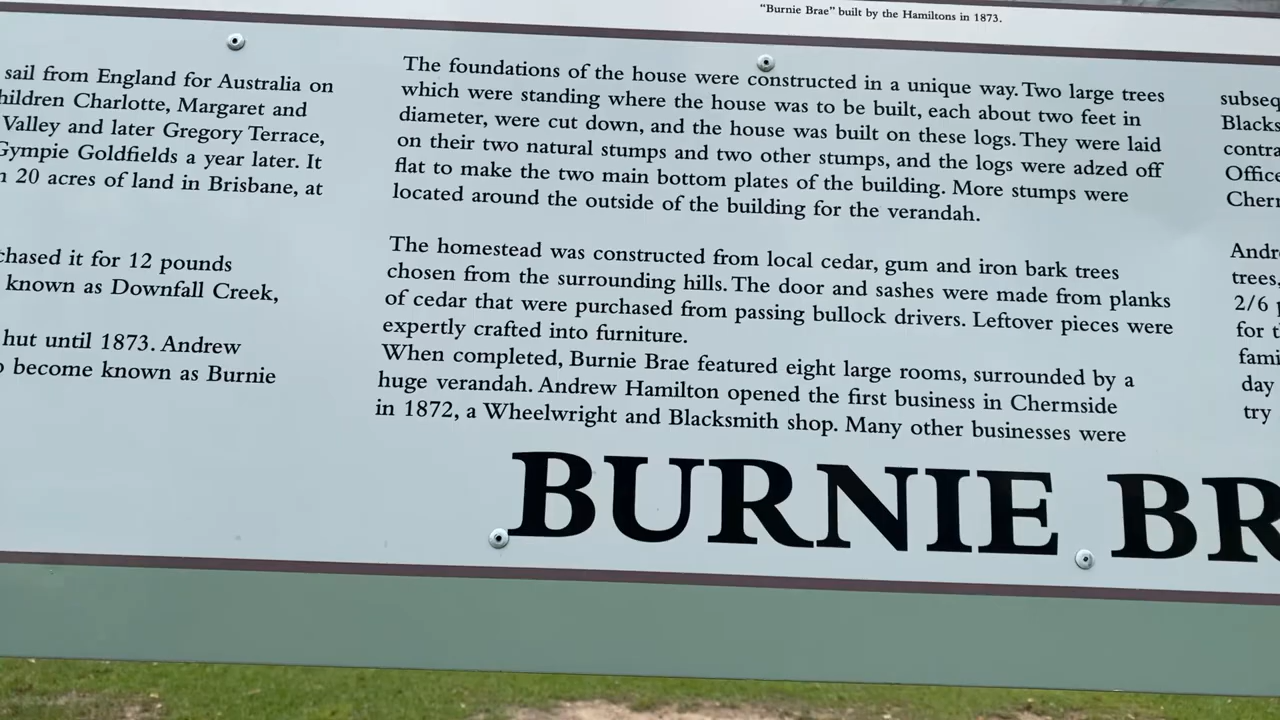 "Burnie Brae" built by the Hamiltons in 1873.
sail from England for Australia on
Charlotte, Margaret and
Valley and later Gregory Terrace,
Gympie Goldfields a year later. It
20 acres of land in Brisbane, at
it for 12 pounds
known as Downfall Creek,
hut until 1873. Andrew
become known as Burnie
The foundations of the house were constructed in a unique way. Two large trees
which were standing where the house was to be built, each about two feet in
diameter, were cut down, and the house was built on these logs. They were laid
on their two natural stumps and two other stumps, and the logs were adzed off
flat to make the two main bottom plates of the building. More stumps were
located around the outside of the building for the verandah.
The homestead was constructed from local cedar, gum and iron bark trees
chosen from the surrounding hills. The door and sashes were made from planks
of cedar that were purchased from passing bullock drivers. Leftover pieces were
expertly crafted into furniture.
When completed, Burnie Brae featured eight large rooms, surrounded by a
huge verandah. Andrew Hamilton opened the first business in Chermside
in 1872, a Wheelwright and Blacksmith shop. Many other businesses were
subseq
Blacks
contra
Office
Cherr
Andr
trees,
2/6
for t
fami
day
try
BURNIE BR